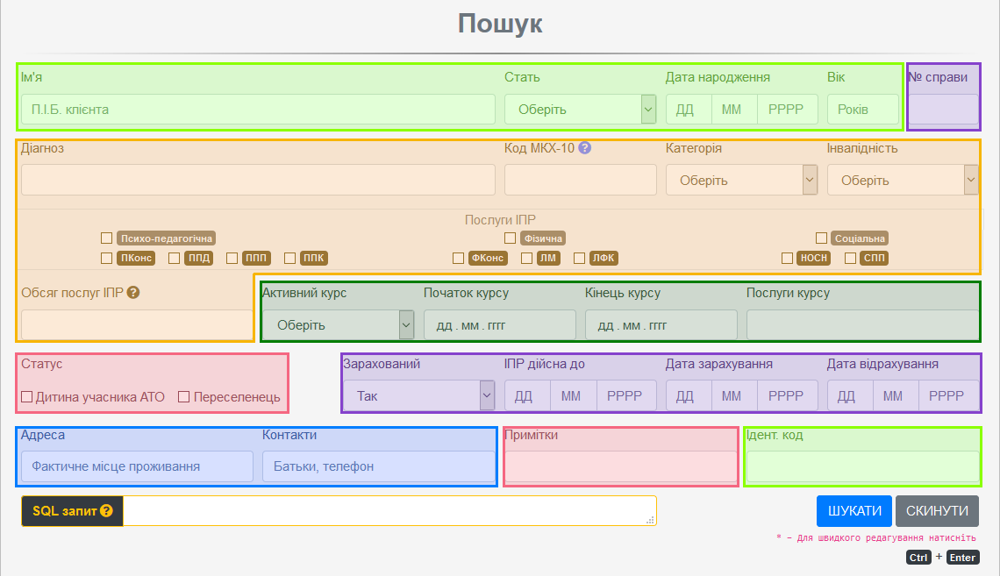 Пошук
Ім'я Стать Дата народження Вік № справи
П.І.Б. клієнта Оберіть ДД ММ РРРР Років
Діагноз Код МКХ-10 ? Категорія Інвалідність
Оберіть Оберіть
Послуги ІПР
Психо-педагогічна Фізична Соціальна
ПКонс ППД ППП ППК ФКонс ЛМ ЛФК НОСН СПП
Обсяг послуг ІПР ? Активний курс Початок курсу Кінець курсу Послуги курсу
Оберіть дд . мм . гггг дд . мм . гггг
Статус Зарахований ІПР дійсна до Дата зарахування Дата відрахування
Дитина учасника АТО Переселенець Так ДД ММ РРРР ДД ММ РРРР ДД ММ РРРР
Адреса Контакти Примітки Ідент. код
Фактичне місце проживання Батьки, телефон
SQL запит ? ШУКАТИ СКИНУТИ
* – Для швидкого редагування натисніть
Ctrl + Enter